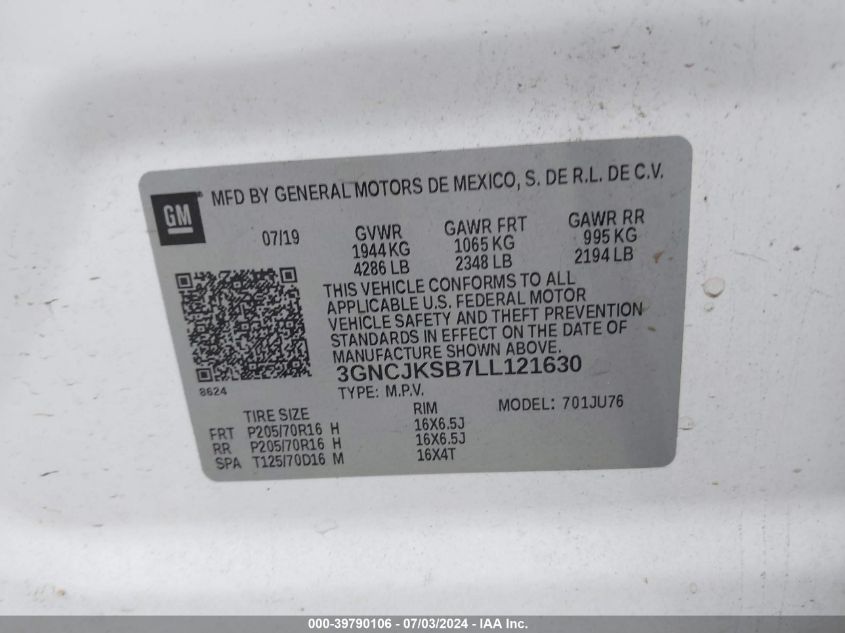 GM
MFD BY GENERAL MOTORS DE MEXICO, S. DE R.L. DE C.V.
07/19 GVWR GAWR FRT GAWR RR
1944 KG 1065 KG 995 KG
4286 LB 2348 LB 2194 LB
THIS VEHICLE CONFORMS TO ALL
APPLICABLE U.S. FEDERAL MOTOR
VEHICLE SAFETY AND THEFT PREVENTION
STANDARDS IN EFFECT ON THE DATE OF
MANUFACTURE SHOWN ABOVE.
3GNCJKSB7LL121630
8624
TYPE: M.P.V. MODEL: 701JU76
TIRE SIZE RIM
FRT P205/70R16 H 16X6.5J
RR P205/70R16 H 16X6.5J
SPA T125/70D16 M 16X4T
000-39790106 - 07/03/2024 - IAA Inc.